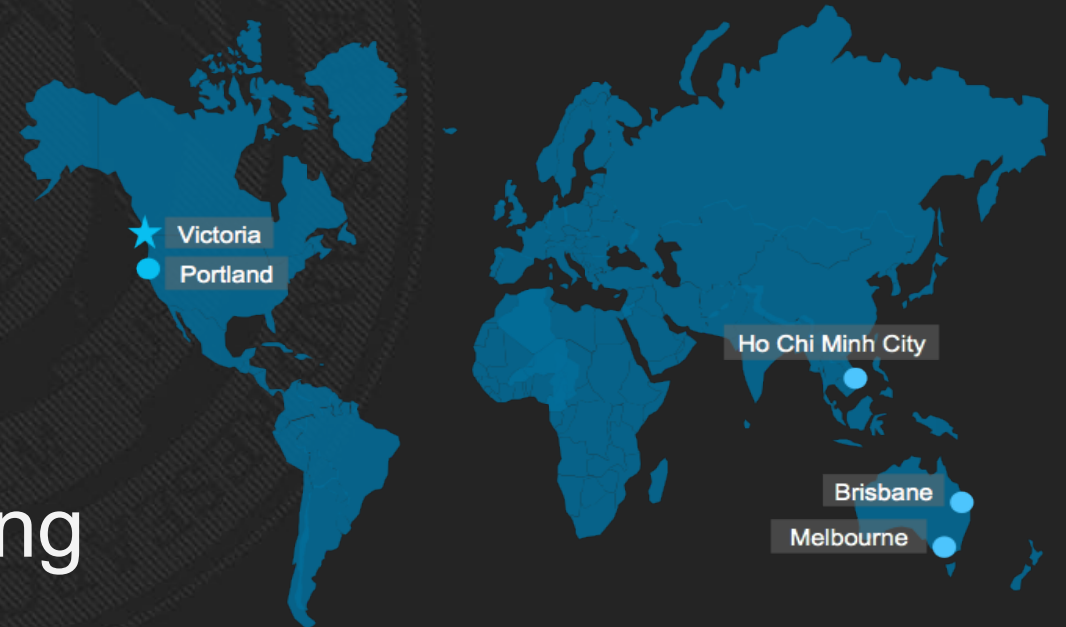 Victoria
Portland
Ho Chi Minh City
Brisbane
Melbourne
ng